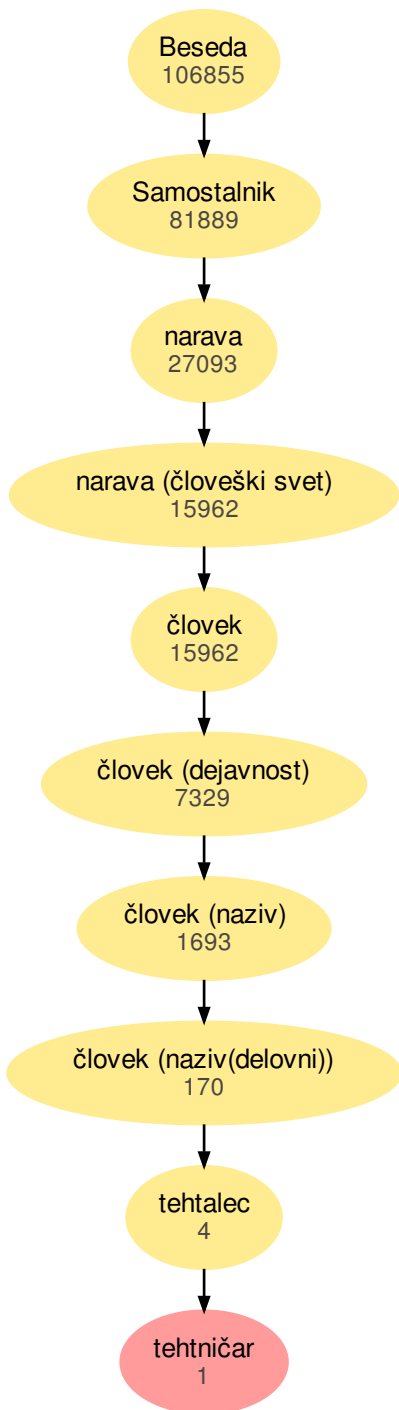 Beseda
106855
Samostalnik
81889
narava
27093
narava (človeški svet)
15962
človek
15962
človek (dejavnost)
7329
človek (naziv)
1693
človek (naziv(delovni))
170
tehtalec
4
tehtničar
1